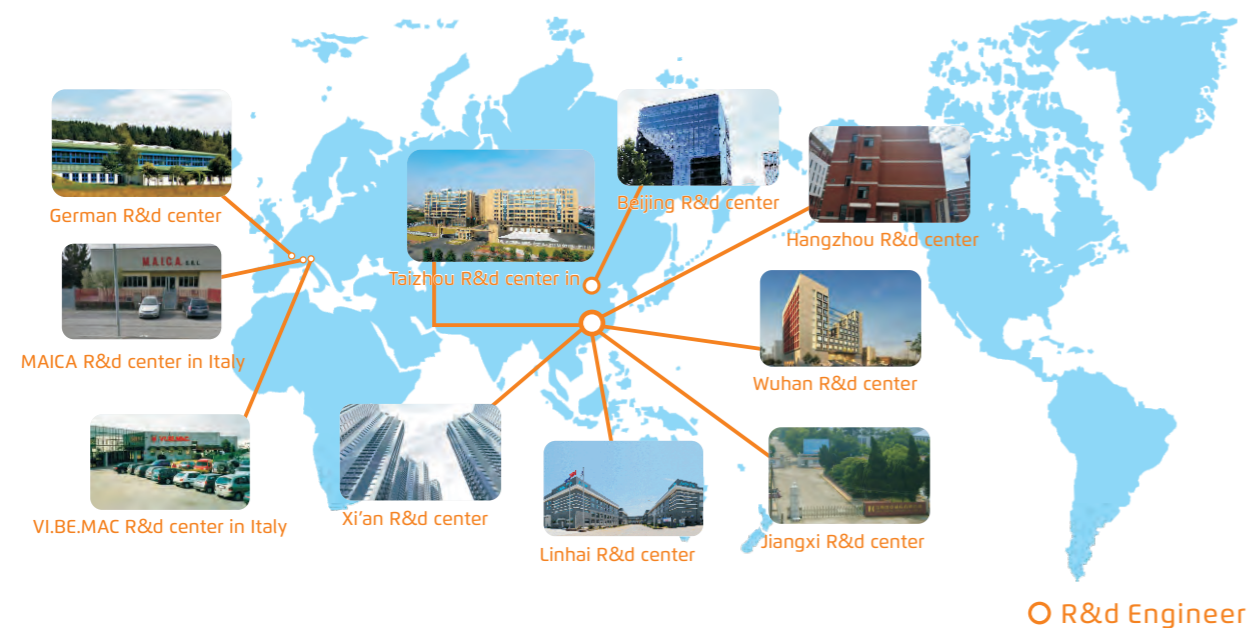 German R&d center
M.A.I.C.A. S.R.L.
MAICA R&d center in Italy
VI.BE.MAC R&d center in Italy
Taizhou R&d center in
Beijing R&d center
Hangzhou R&d center
Wuhan R&d center
Xi'an R&d center
Linhai R&d center
Jiangxi R&d center
R&d Engineer